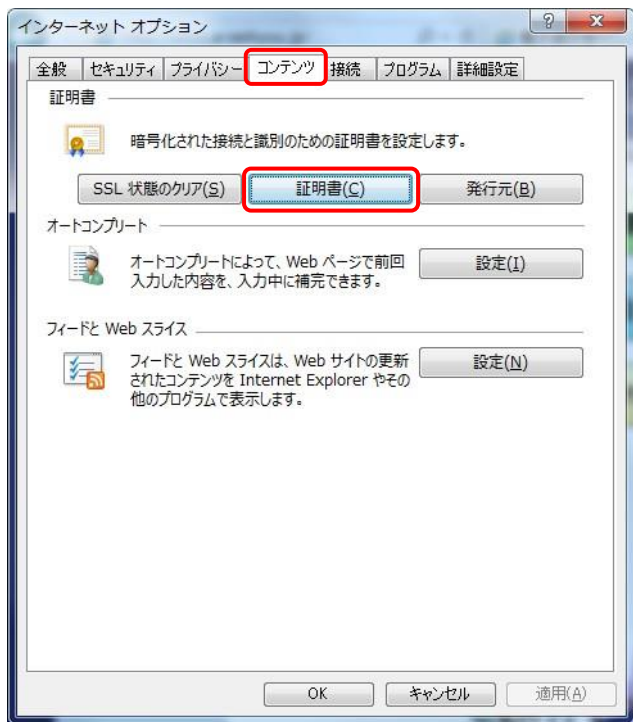 インターネット オプション
全般 セキュリティ プライバシー コンテンツ 接続 プログラム 詳細設定
証明書
暗号化された接続と識別のための証明書を設定します。
SSL 状態のクリア(S) 証明書(C) 発行元(B)
オートコンプリート
オートコンプリートによって、Web ページで前回
入力した内容を、入力中に補完できます。
設定(I)
フィードと Web スライス
フィードと Web スライスは、Web サイトの更新
されたコンテンツを Internet Explorer やその
他のプログラムで表示します。
設定(N)
OK キャンセル 適用(A)